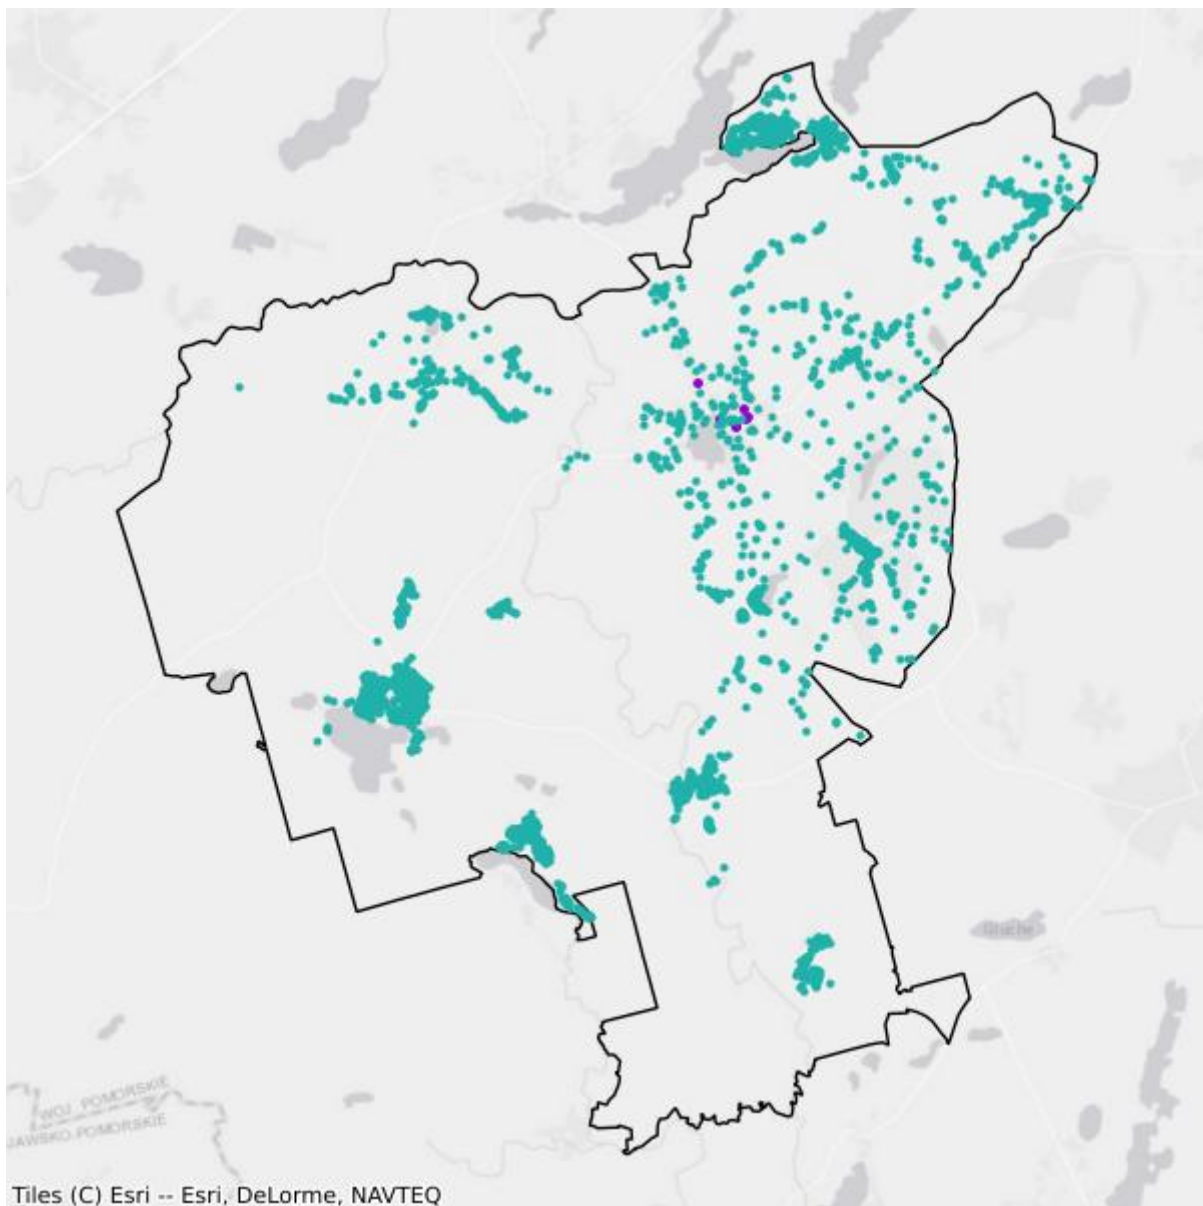 WOJ. POMORSKIE
JAWSKO-POMORSKIE
Tiles (C) Esri -- Esri, DeLorme, NAVTEQ